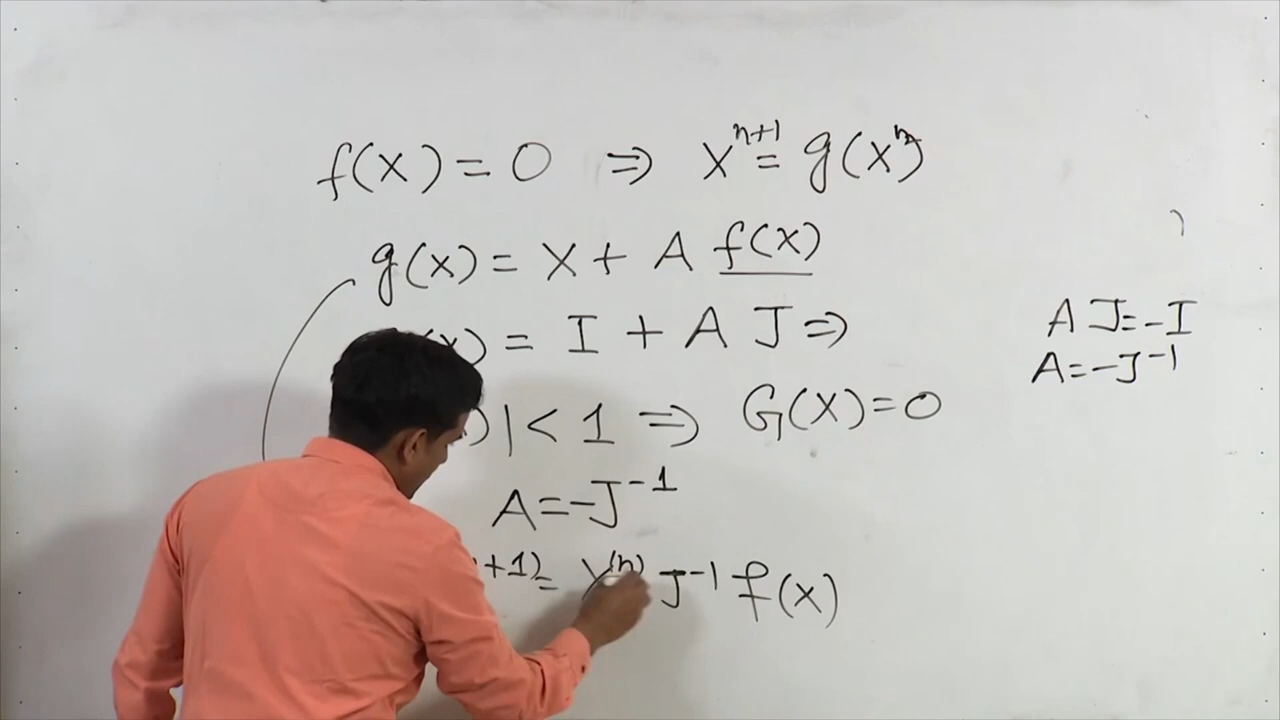 f(x) = 0 ⇒ x^{n+1} = g(x^n)
g(x) = x + A f(x)
(x) = I + A J ⇒
A J = -I
A = -J^{-1}
) | < 1 ⇒ G(x) = 0
A = -J^{-1}
+1) = x^{(n)} J^{-1} f(x)